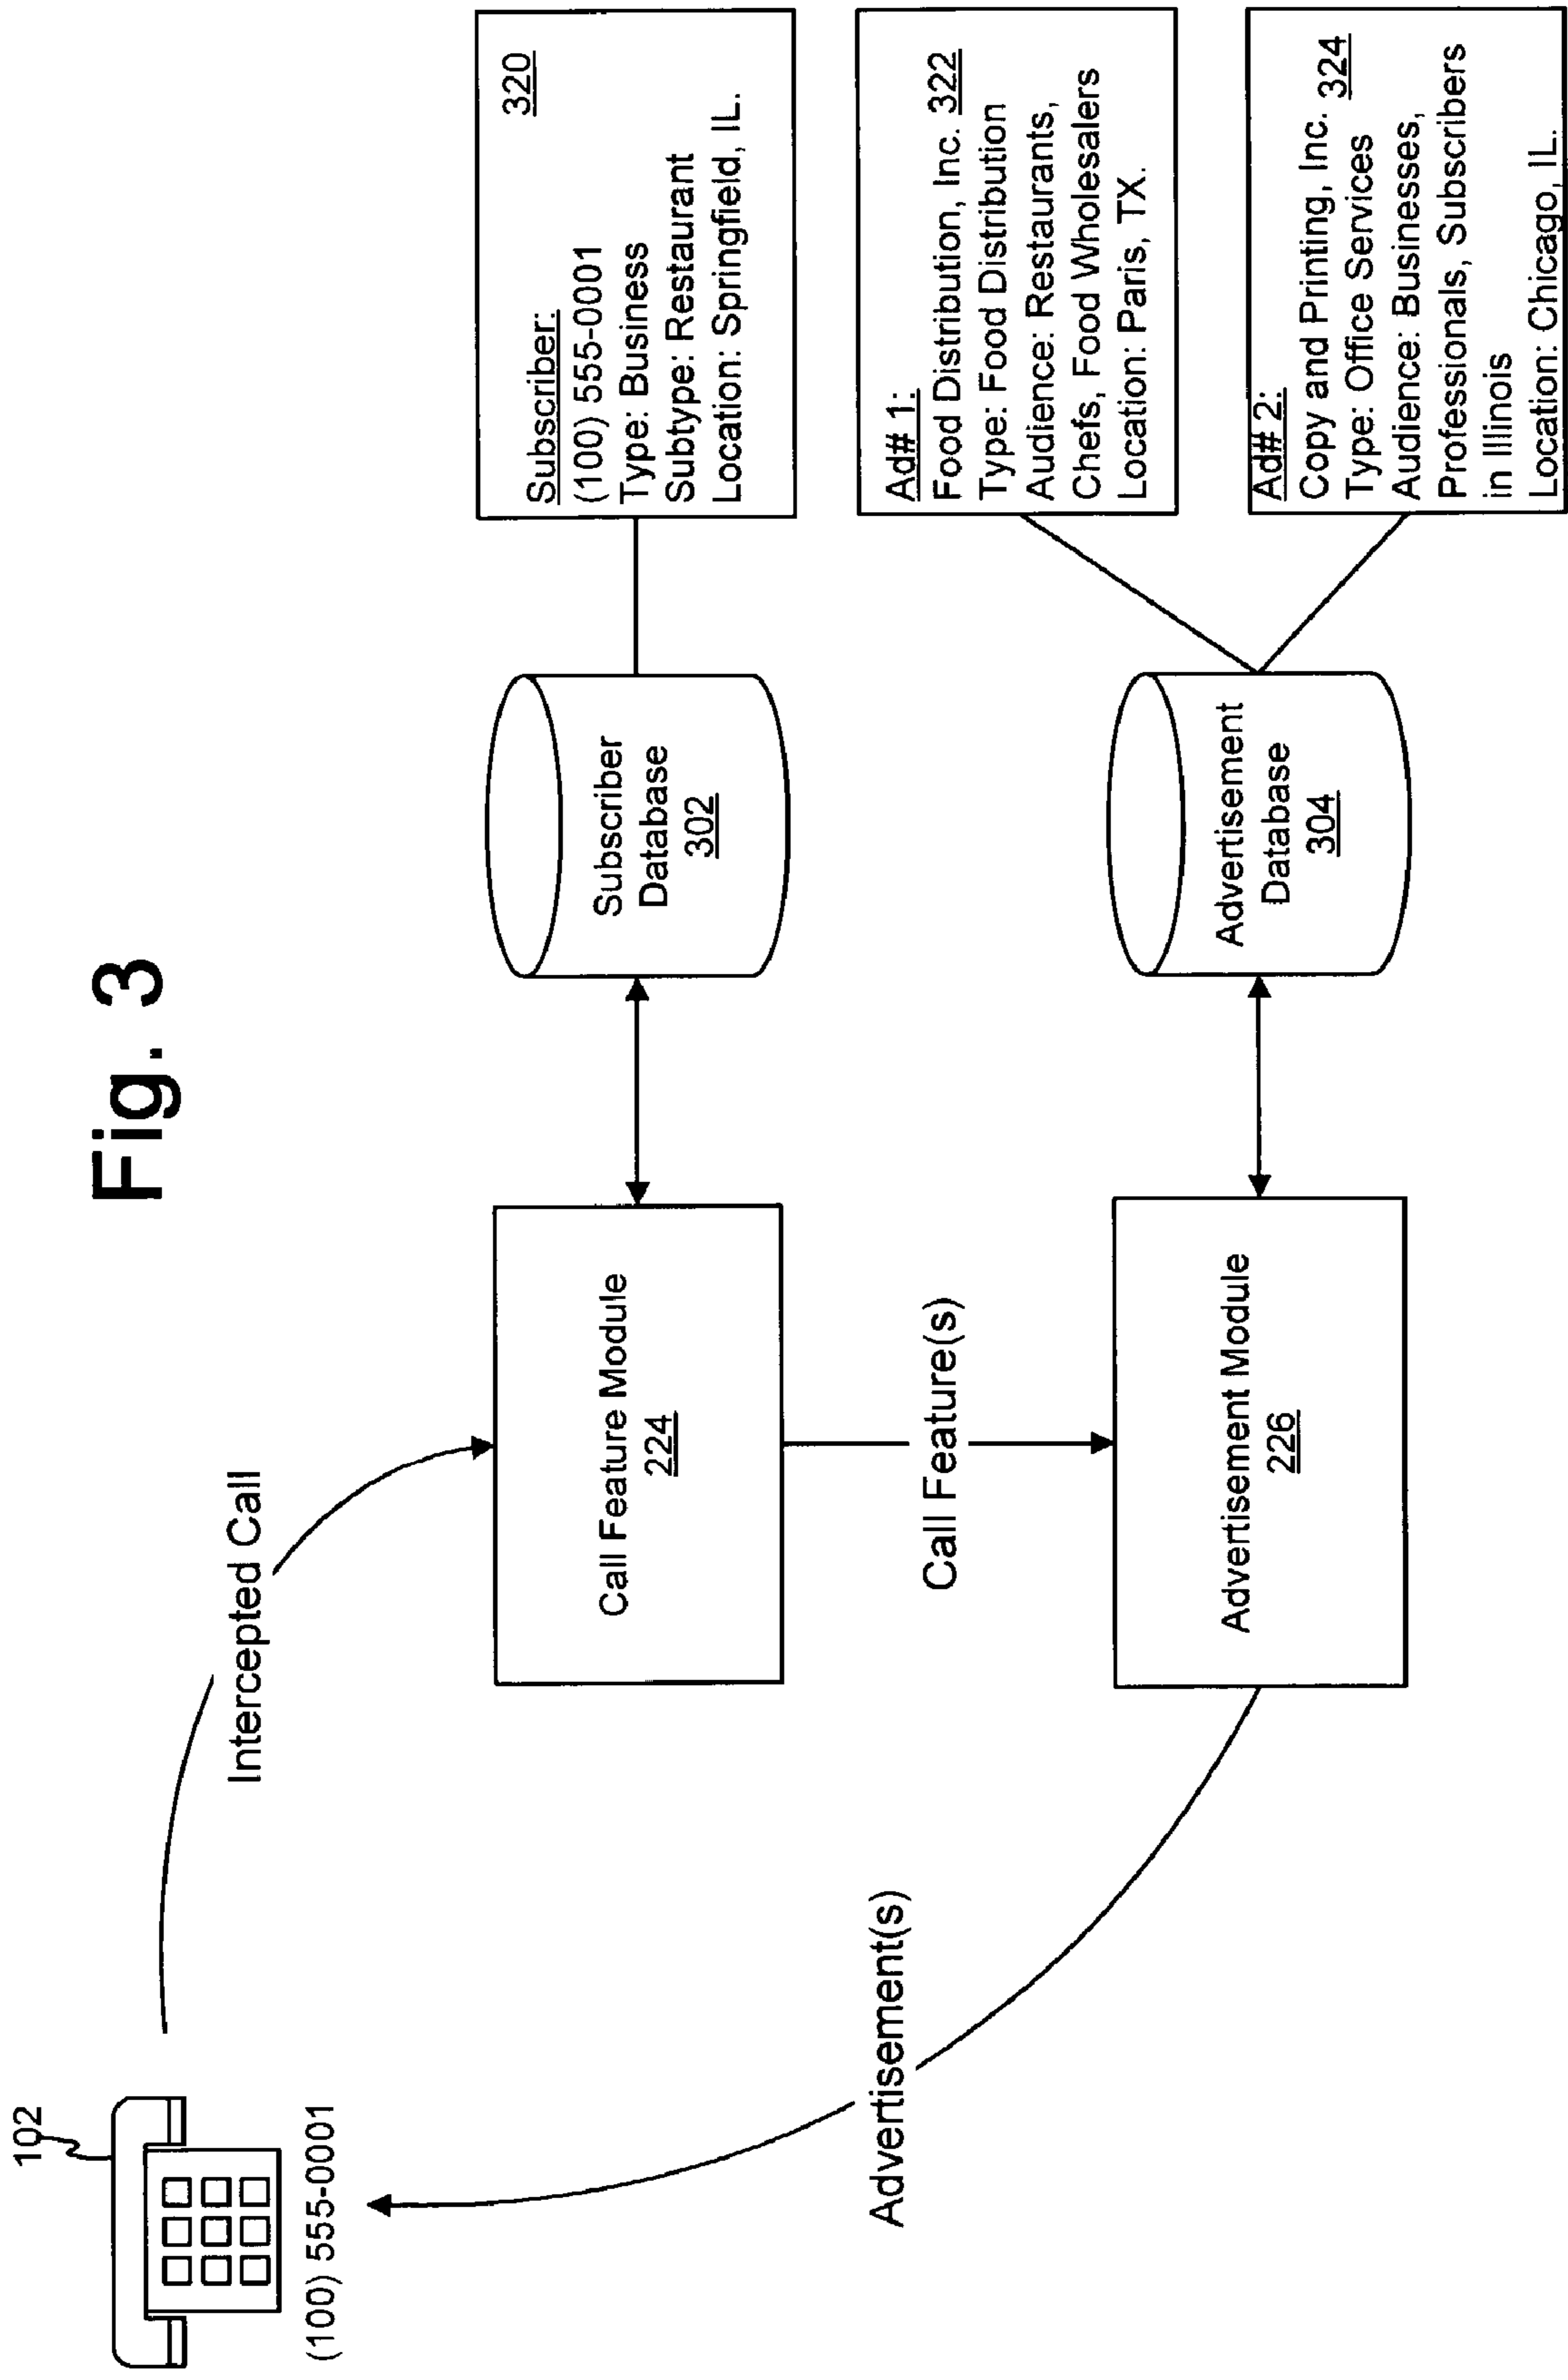 Fig. 3
102
(100) 555-0001
Intercepted Call
Call Feature Module
224
Subscriber
Database
302
Subscriber:
320
(100) 555-0001
Type: Business
Subtype: Restaurant
Location: Springfield, IL.
Call Feature(s)
Advertisement(s)
Advertisement Module
226
Advertisement
Database
304
Ad# 1:
Food Distribution, Inc. 322
Type: Food Distribution
Audience: Restaurants,
Chefs, Food Wholesalers
Location: Paris, TX.
Ad# 2:
Copy and Printing, Inc. 324
Type: Office Services
Audience: Businesses,
Professionals, Subscribers
in Illinois
Location: Chicago, IL.